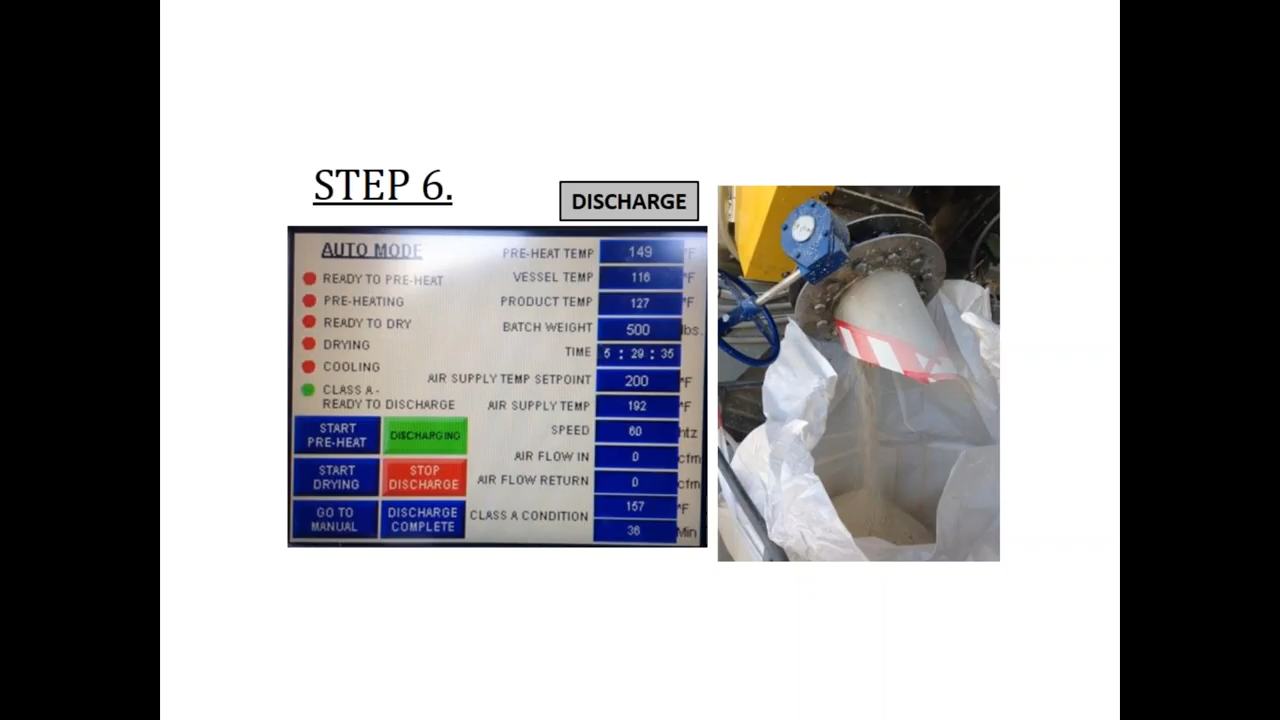 STEP 6.
DISCHARGE
AUTO MODE
READY TO PRE-HEAT
PRE-HEATING
READY TO DRY
DRYING
COOLING
CLASS A -
READY TO DISCHARGE
START
PRE-HEAT
DISCHARGING
START
DRYING
STOP
DISCHARGE
GO TO
MANUAL
DISCHARGE
COMPLETE
PRE-HEAT TEMP 149 °F
VESSEL TEMP 116 °F
PRODUCT TEMP 127 °F
BATCH WEIGHT 500 lbs.
TIME 5 : 29 : 35
AIR SUPPLY TEMP SETPOINT 200 °F
AIR SUPPLY TEMP 192 °F
SPEED 60 htz
AIR FLOW IN 0 cfm
AIR FLOW RETURN 0 cfm
CLASS A CONDITION 157 °F
36 Min